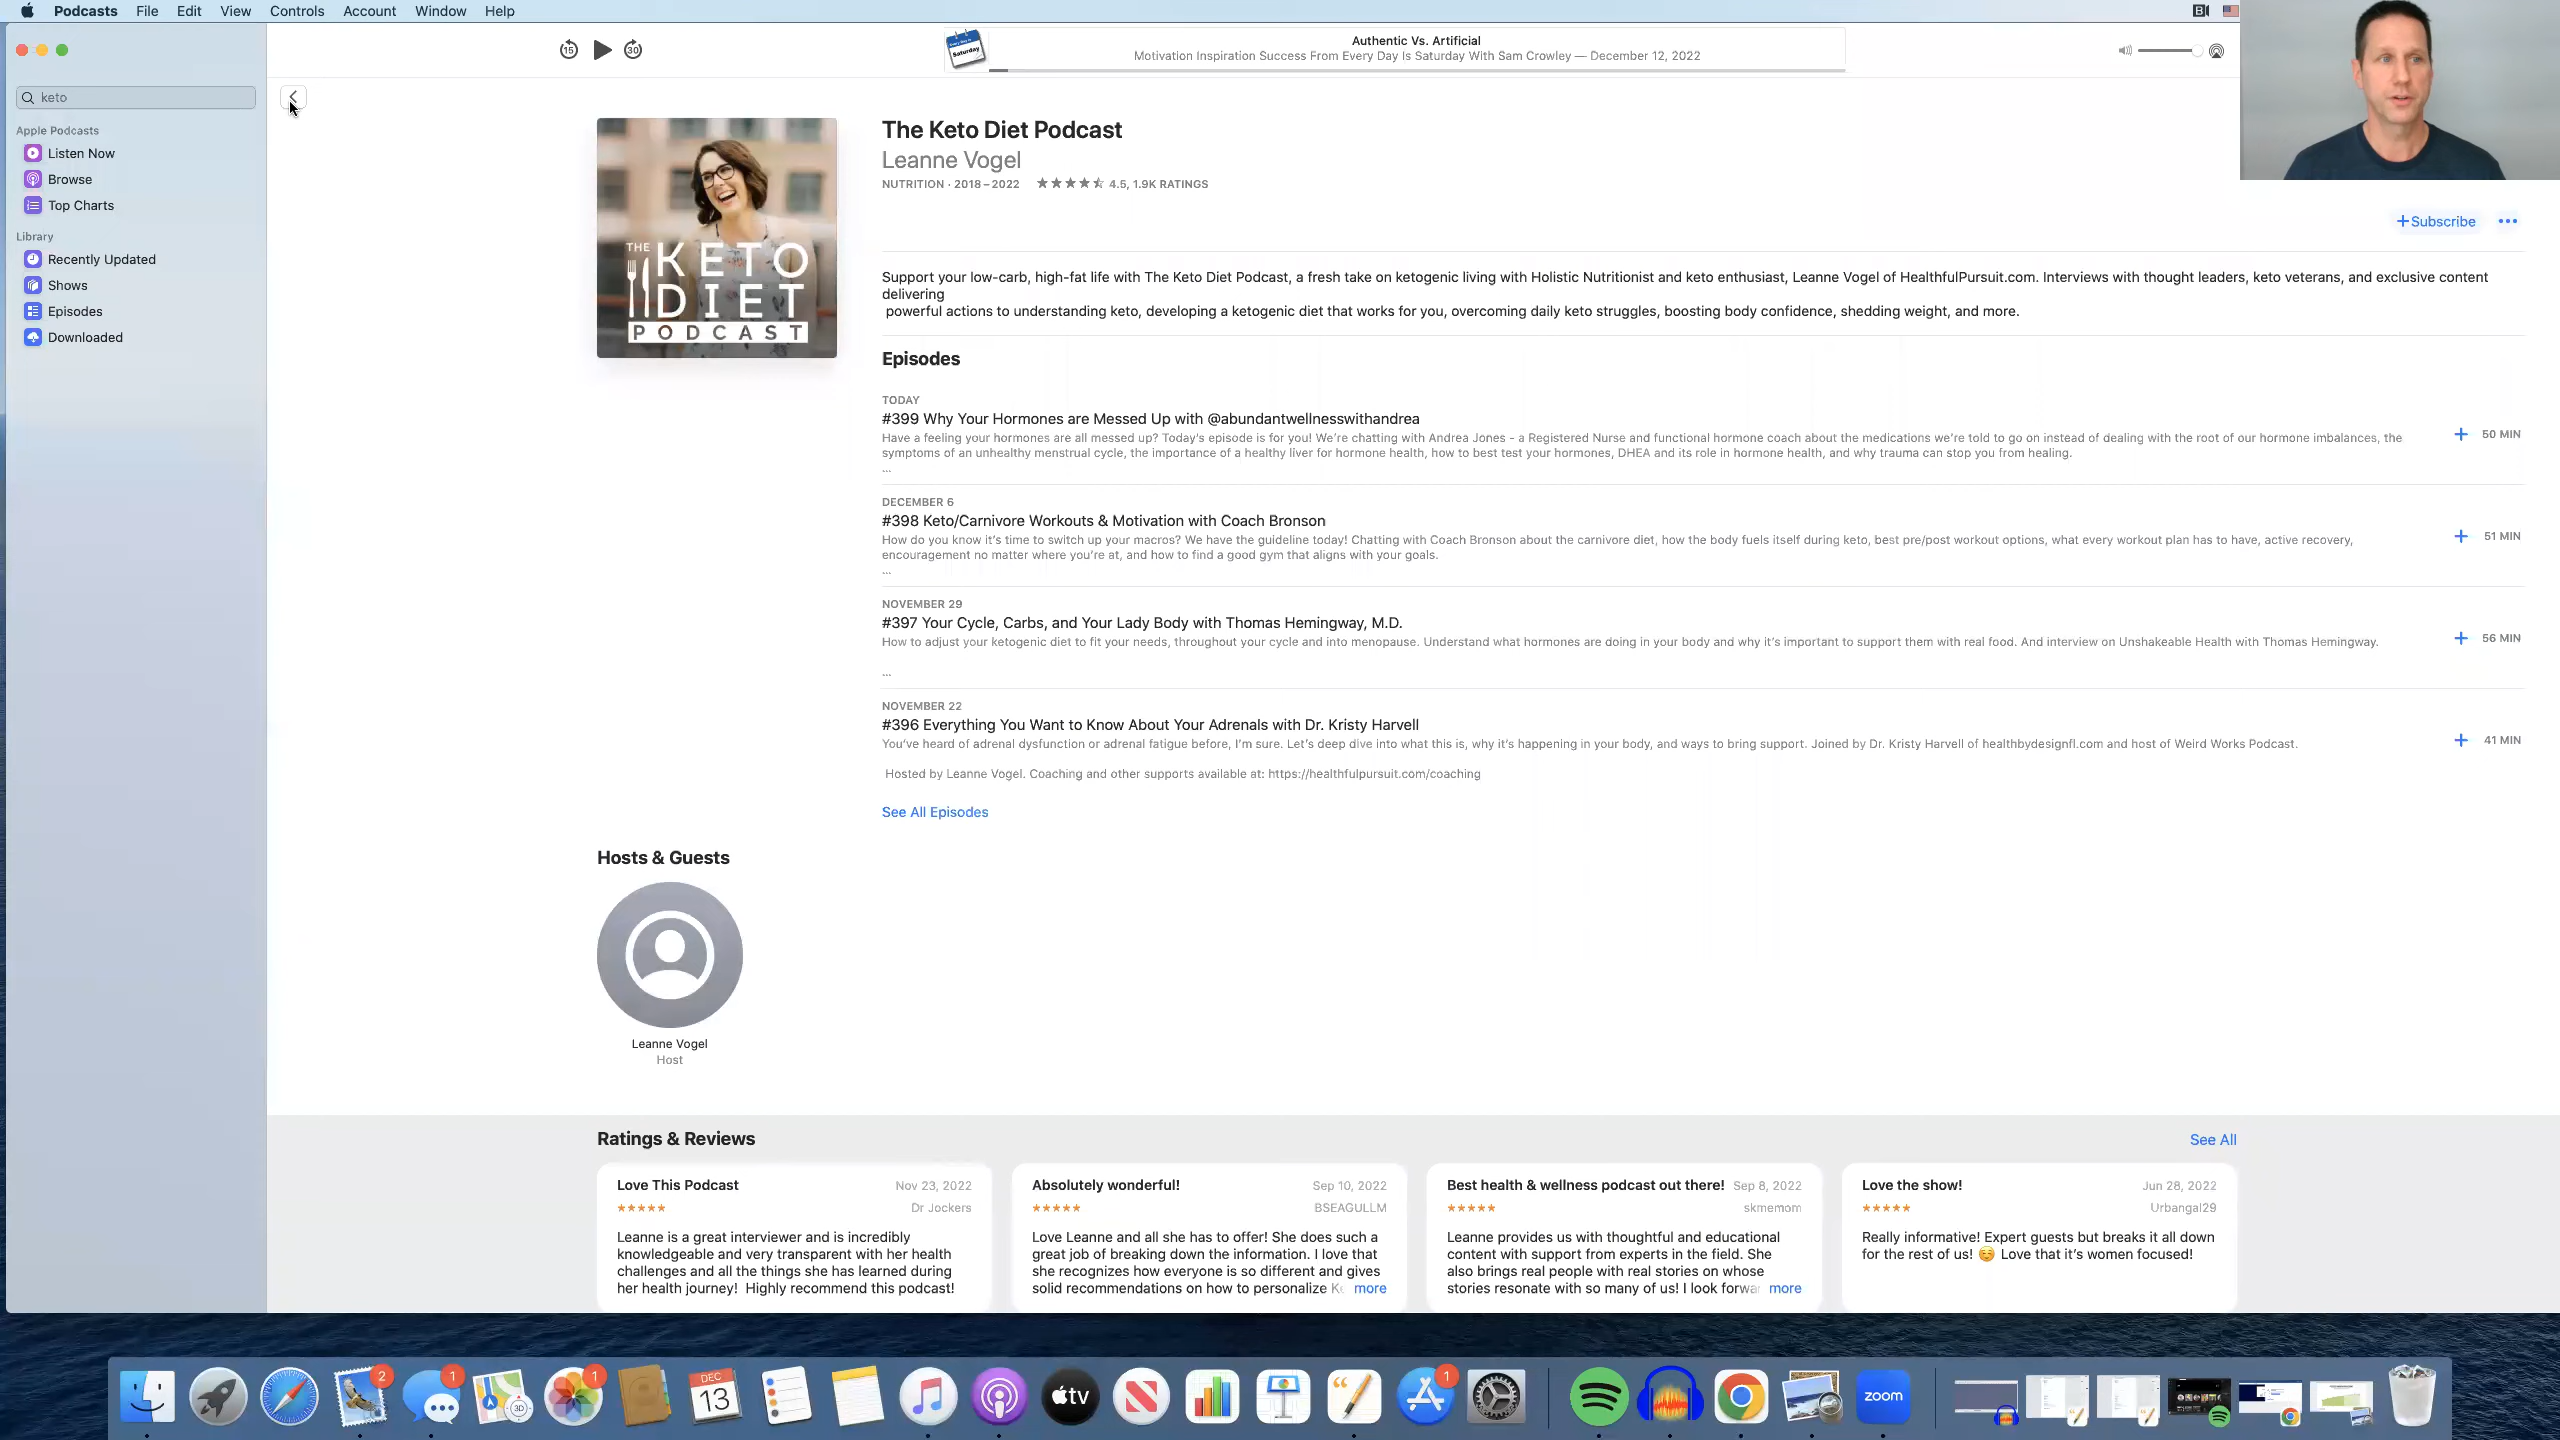 Podcasts File Edit View Controls Account Window Help
Authentic Vs. Artificial
Motivation Inspiration Success From Every Day Is Saturday With Sam Crowley — December 12, 2022
15
30
Saturday
keto
Apple Podcasts
Listen Now
Browse
Top Charts
Library
Recently Updated
Shows
Episodes
Downloaded
THE
KETO
DIET
PODCAST
The Keto Diet Podcast
Leanne Vogel
NUTRITION · 2018 – 2022 ★★★★ 4.5, 1.9K RATINGS
+Subscribe •••
Support your low-carb, high-fat life with The Keto Diet Podcast, a fresh take on ketogenic living with Holistic Nutritionist and keto enthusiast, Leanne Vogel of HealthfulPursuit.com. Interviews with thought leaders, keto veterans, and exclusive content
delivering
powerful actions to understanding keto, developing a ketogenic diet that works for you, overcoming daily keto struggles, boosting body confidence, shedding weight, and more.
Episodes
TODAY
#399 Why Your Hormones are Messed Up with @abundantwellnesswithandrea
Have a feeling your hormones are all messed up? Today's episode is for you! We're chatting with Andrea Jones - a Registered Nurse and functional hormone coach about the medications we're told to go on instead of dealing with the root of our hormone imbalances, the
symptoms of an unhealthy menstrual cycle, the importance of a healthy liver for hormone health, how to best test your hormones, DHEA and its role in hormone health, and why trauma can stop you from healing.
...
+ 50 MIN
DECEMBER 6
#398 Keto/Carnivore Workouts & Motivation with Coach Bronson
How do you know it's time to switch up your macros? We have the guideline today! Chatting with Coach Bronson about the carnivore diet, how the body fuels itself during keto, best pre/post workout options, what every workout plan has to have, active recovery,
encouragement no matter where you're at, and how to find a good gym that aligns with your goals.
...
+ 51 MIN
NOVEMBER 29
#397 Your Cycle, Carbs, and Your Lady Body with Thomas Hemingway, M.D.
How to adjust your ketogenic diet to fit your needs, throughout your cycle and into menopause. Understand what hormones are doing in your body and why it's important to support them with real food. And interview on Unshakeable Health with Thomas Hemingway.
...
+ 56 MIN
NOVEMBER 22
#396 Everything You Want to Know About Your Adrenals with Dr. Kristy Harvell
You've heard of adrenal dysfunction or adrenal fatigue before, I'm sure. Let's deep dive into what this is, why it's happening in your body, and ways to bring support. Joined by Dr. Kristy Harvell of healthbydesignfl.com and host of Weird Works Podcast.
Hosted by Leanne Vogel. Coaching and other supports available at: https://healthfulpursuit.com/coaching
+ 41 MIN
See All Episodes
Hosts & Guests
Leanne Vogel
Host
Ratings & Reviews
See All
Love This Podcast Nov 23, 2022
★★★★★ Dr Jockers
Leanne is a great interviewer and is incredibly
knowledgeable and very transparent with her health
challenges and all the things she has learned during
her health journey! Highly recommend this podcast!
Absolutely wonderful! Sep 10, 2022
★★★★★ BSEAGULLM
Love Leanne and all she has to offer! She does such a
great job of breaking down the information. I love that
she recognizes how everyone is so different and gives
solid recommendations on how to personalize more
Best health & wellness podcast out there! Sep 8, 2022
★★★★★ skmemom
Leanne provides us with thoughtful and educational
content with support from experts in the field. She
also brings real people with real stories on whose
stories resonate with so many of us! I look more
Love the show! Jun 28, 2022
★★★★★ Urbangal29
Really informative! Expert guests but breaks it all down
for the rest of us! ☺️ Love that it's women focused!
2
1
3D
1
DEC
13
tv
1
zoom